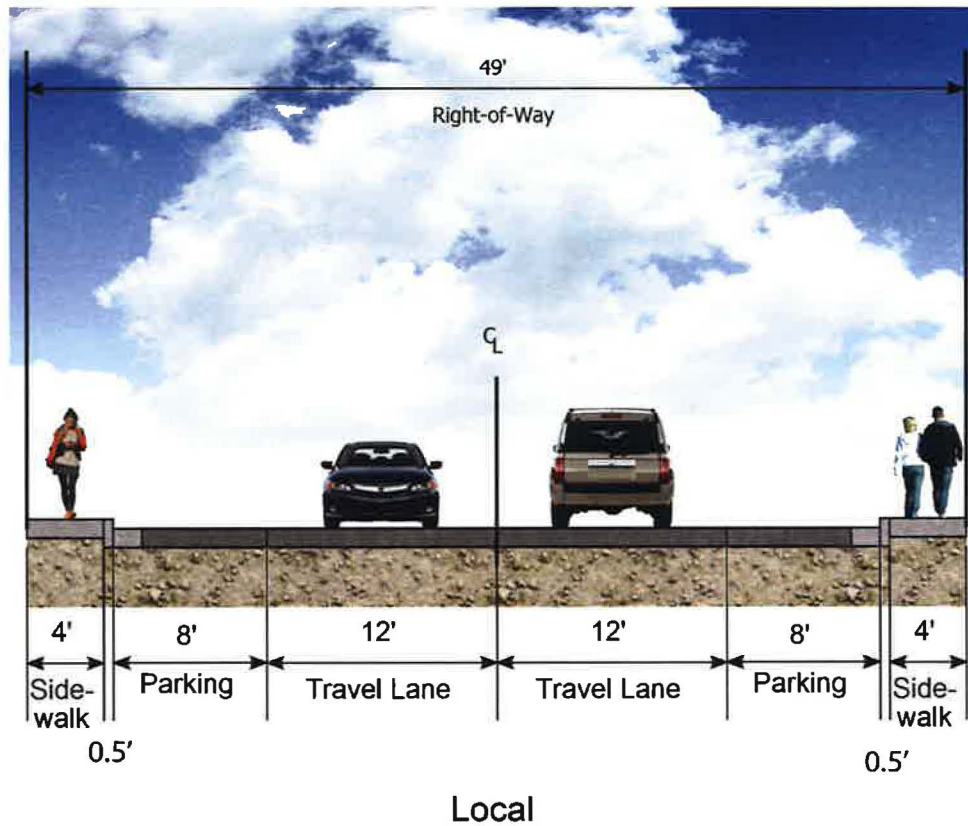 49'
Right-of-Way
CL
4' 8' 12' 12' 8' 4'
Side- Parking Travel Lane Travel Lane Parking Side-
walk walk
0.5' 0.5'
Local